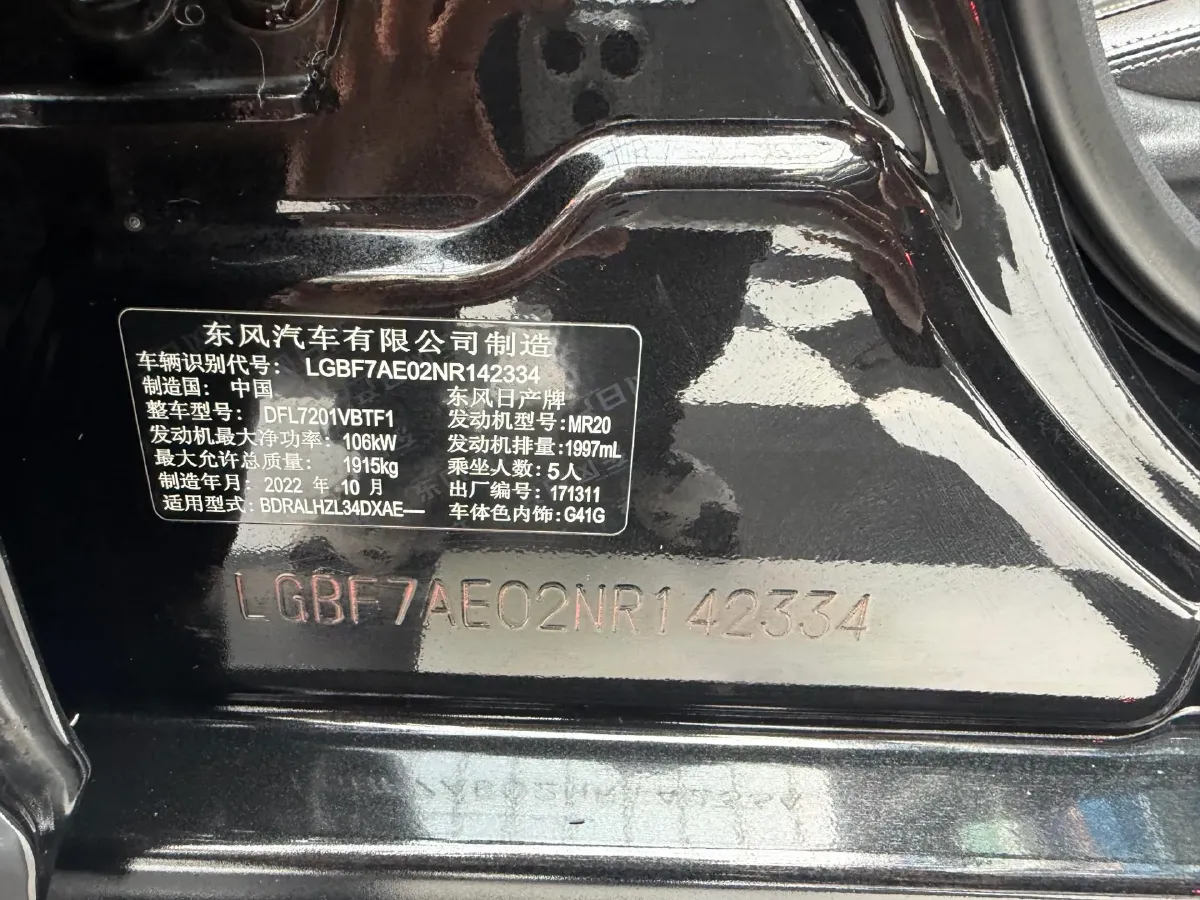 东风汽车有限公司制造
车辆识别代号： LGBF7AE02NR142334
制造国： 中国 东风日产牌
整车型号： DFL7201VBTF1 发动机型号:MR20
发动机最大净功率: 106kW 发动机排量:1997mL
最大允许总质量： 1915kg 乘坐人数: 5人
制造年月: 2022 年 10 月 出厂编号: 171311
适用型式: BDRALHZL34DXAE— 车体色内饰:G41G
LGBF7AE02NR142334